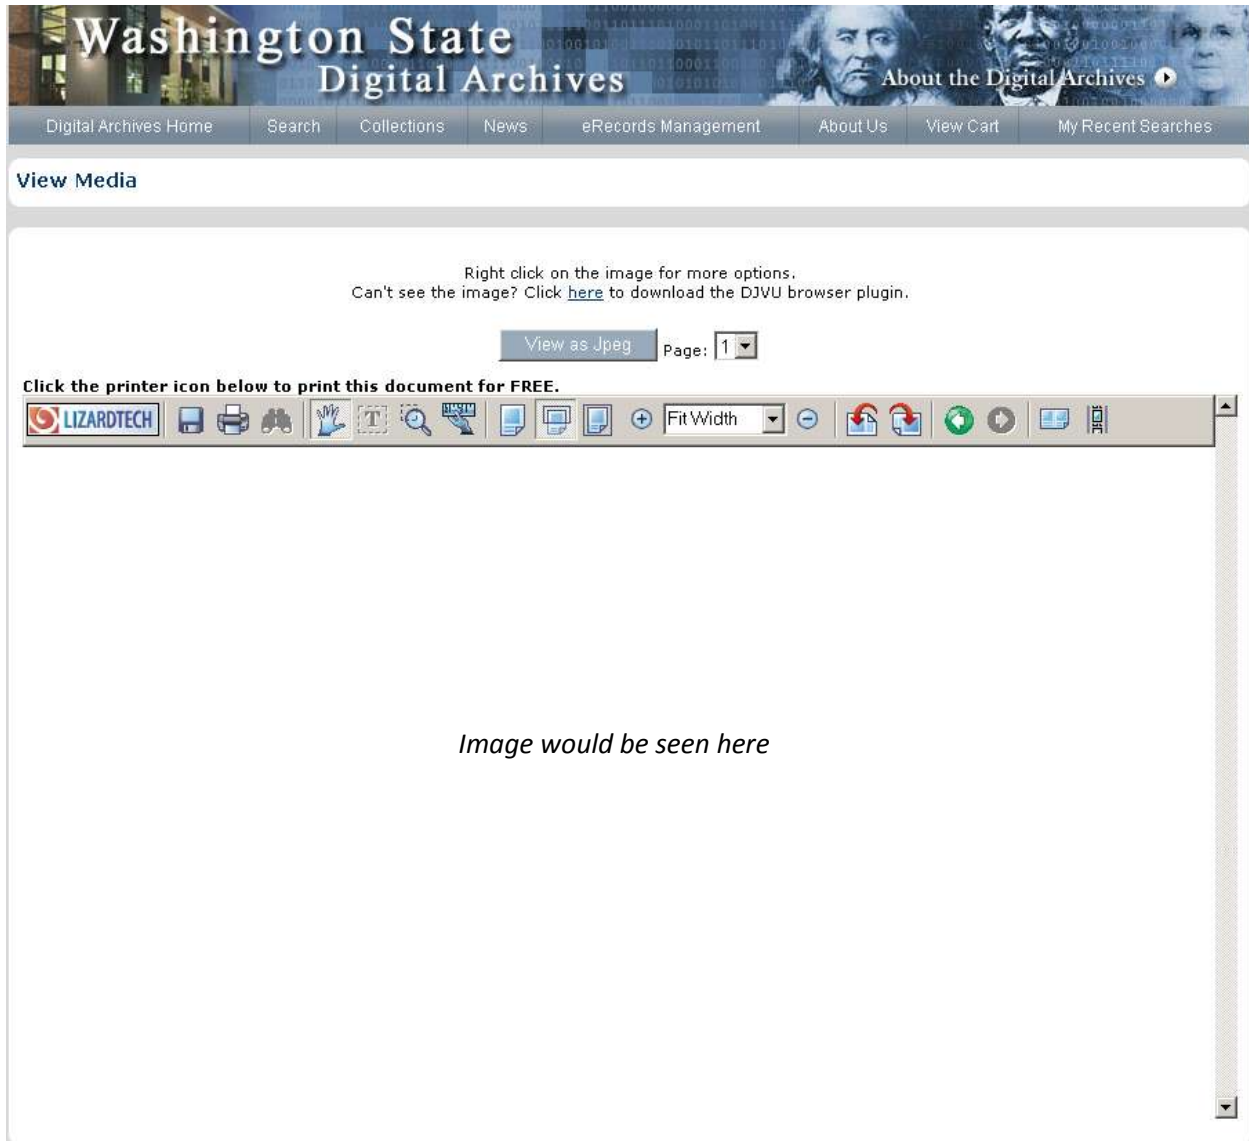 Washington State
Digital Archives
About the Digital Archives
Digital Archives Home Search Collections News eRecords Management About Us View Cart My Recent Searches
View Media
Right click on the image for more options.
Can't see the image? Click here to download the DJVU browser plugin.
View as Jpeg Page: 1
Click the printer icon below to print this document for FREE.
LIZARDTECH T Fit Width
Image would be seen here